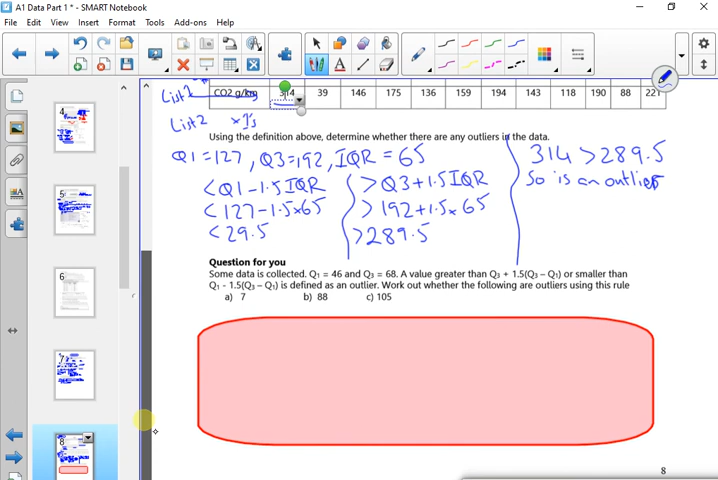 A1 Data Part 1 * - SMART Notebook
File Edit View Insert Format Tools Add-ons Help
4
5
6
7
8
CO2 g/km 314 39 146 175 136 159 194 143 118 190 88 221
List 2 x 1's
Using the definition above, determine whether there are any outliers in the data.
Q1=127, Q3=192, IQR = 65
<Q1-1.5IQR >Q3+1.5IQR
<127-1.5×65 >192+1.5×65
<29.5 >289.5
314 >289.5
So is an outlier
Question for you
Some data is collected. Q₁ = 46 and Q₃ = 68. A value greater than Q₃ + 1.5(Q₃ – Q₁) or smaller than
Q₁ - 1.5(Q₃ – Q₁) is defined as an outlier. Work out whether the following are outliers using this rule
a) 7 b) 88 c) 105
8